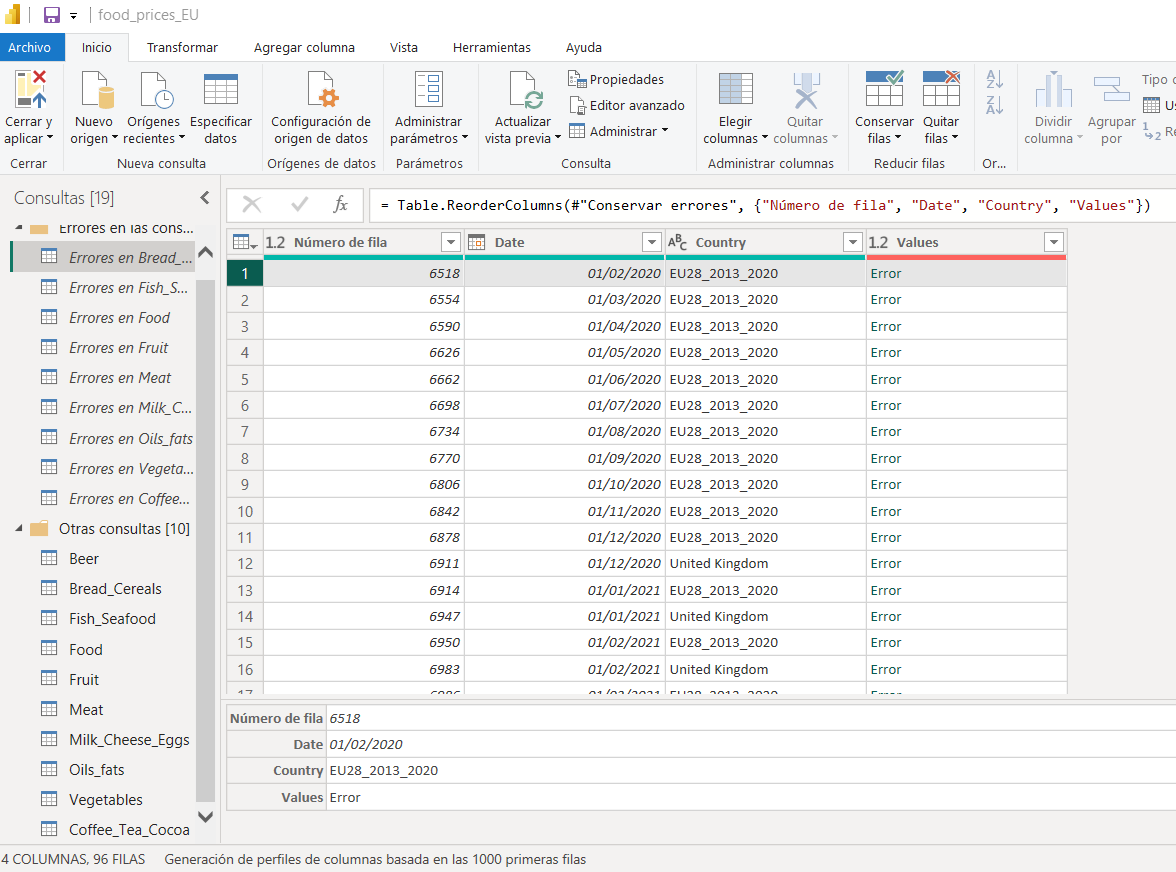 food_prices_EU
Archivo Inicio Transformar Agregar columna Vista Herramientas Ayuda
Cerrar y aplicar
Nuevo origen
Orígenes recientes
Especificar datos
Configuración de origen de datos
Administrar parámetros
Actualizar vista previa
Propiedades
Editor avanzado
Administrar
Elegir columnas
Quitar columnas
Conservar filas
Quitar filas
Dividir columna
Agrupar por
Tipo
Cerrar
Nueva consulta
Orígenes de datos
Parámetros
Consulta
Administrar columnas
Reducir filas
Or...
Consultas [19]
= Table.ReorderColumns(#"Conservar errores", {"Número de fila", "Date", "Country", "Values"})
Errores en las cons...
Errores en Bread_...
Errores en Fish_S...
Errores en Food
Errores en Fruit
Errores en Meat
Errores en Milk_C...
Errores en Oils_fats
Errores en Vegeta...
Errores en Coffee...
Otras consultas [10]
Beer
Bread_Cereals
Fish_Seafood
Food
Fruit
Meat
Milk_Cheese_Eggs
Oils_fats
Vegetables
Coffee_Tea_Cocoa
1.2 Número de fila Date ABC Country 1.2 Values
1 6518 01/02/2020 EU28_2013_2020 Error
2 6554 01/03/2020 EU28_2013_2020 Error
3 6590 01/04/2020 EU28_2013_2020 Error
4 6626 01/05/2020 EU28_2013_2020 Error
5 6662 01/06/2020 EU28_2013_2020 Error
6 6698 01/07/2020 EU28_2013_2020 Error
7 6734 01/08/2020 EU28_2013_2020 Error
8 6770 01/09/2020 EU28_2013_2020 Error
9 6806 01/10/2020 EU28_2013_2020 Error
10 6842 01/11/2020 EU28_2013_2020 Error
11 6878 01/12/2020 EU28_2013_2020 Error
12 6911 01/12/2020 United Kingdom Error
13 6914 01/01/2021 EU28_2013_2020 Error
14 6947 01/01/2021 United Kingdom Error
15 6950 01/02/2021 EU28_2013_2020 Error
16 6983 01/02/2021 United Kingdom Error
Número de fila 6518
Date 01/02/2020
Country EU28_2013_2020
Values Error
4 COLUMNAS, 96 FILAS Generación de perfiles de columnas basada en las 1000 primeras filas